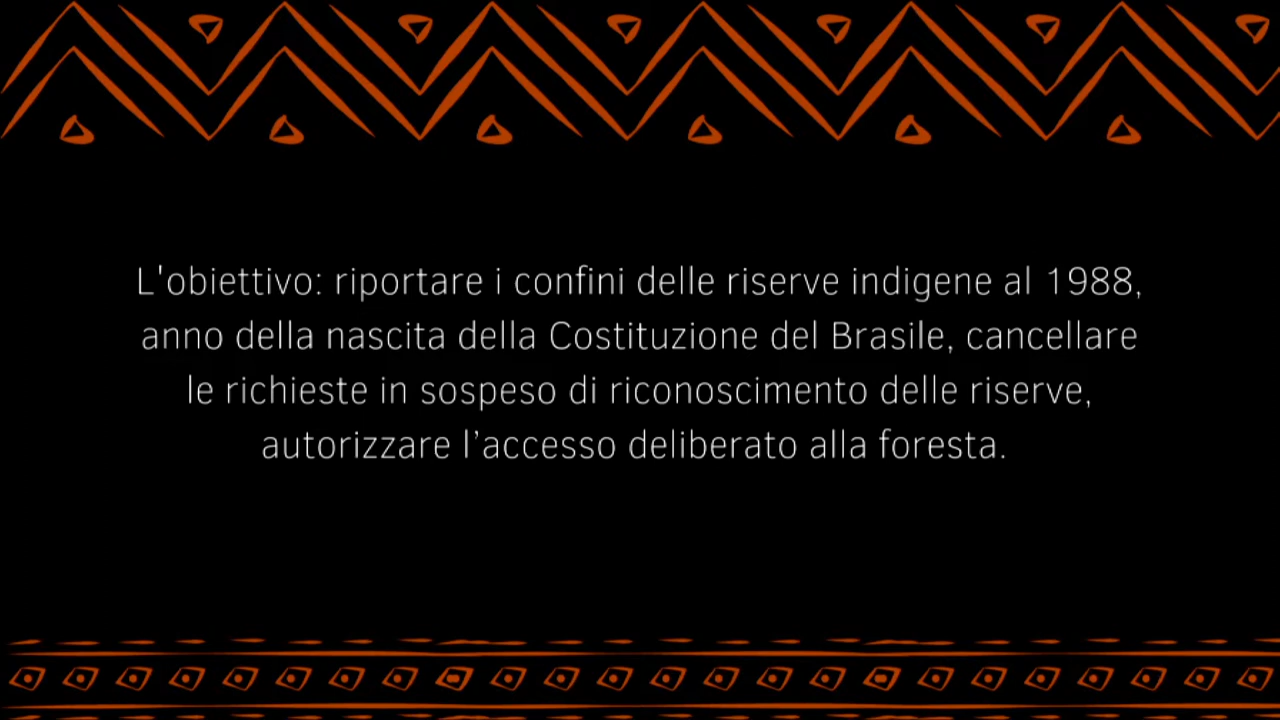 L'obiettivo: riportare i confini delle riserve indigene al 1988,
anno della nascita della Costituzione del Brasile, cancellare
le richieste in sospeso di riconoscimento delle riserve,
autorizzare l’accesso deliberato alla foresta.